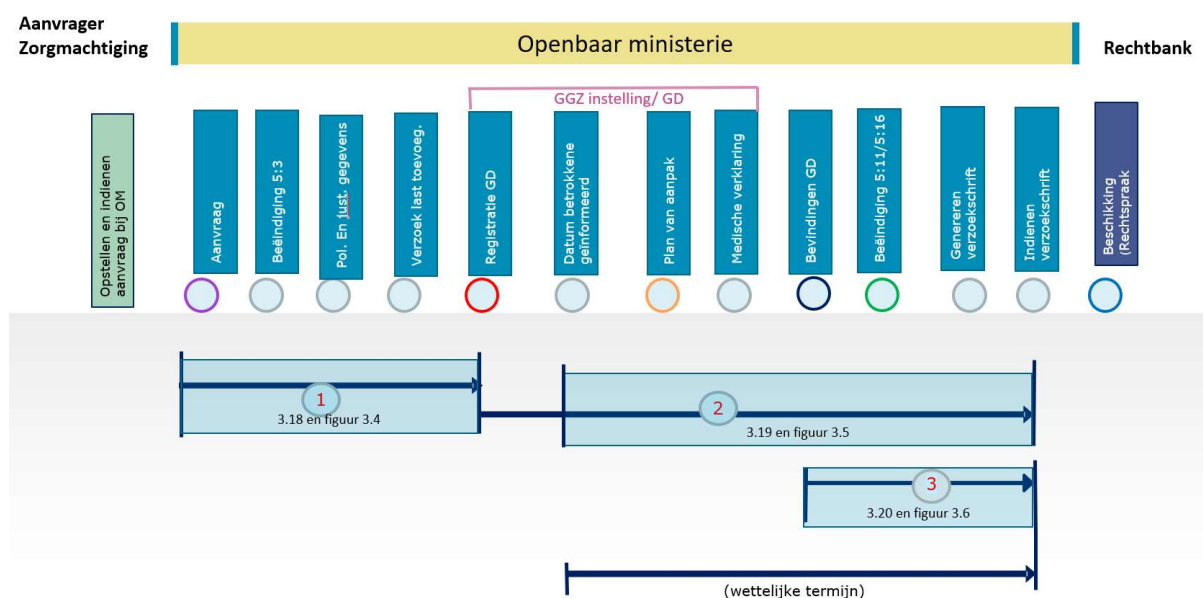 Aanvrager
Zorgmachtiging
Openbaar ministerie
Rechtbank
GGZ instelling/ GD
Opstellen en indienen
aanvraag bij OM
Aanvraag
Beëindiging 5:3
Pol. En just. gegevens
Verzoek last toevoeg.
Registratie GD
Datum betrokkene
geïnformeerd
Plan van aanpak
Medische verklaring
Bevindingen GD
Beëindiging 5:11/5:16
Genereren
verzoekschrift
Indienen
verzoekschrift
Beschikking
(Rechtspraak)
1
3.18 en figuur 3.4
2
3.19 en figuur 3.5
3
3.20 en figuur 3.6
(wettelijke termijn)